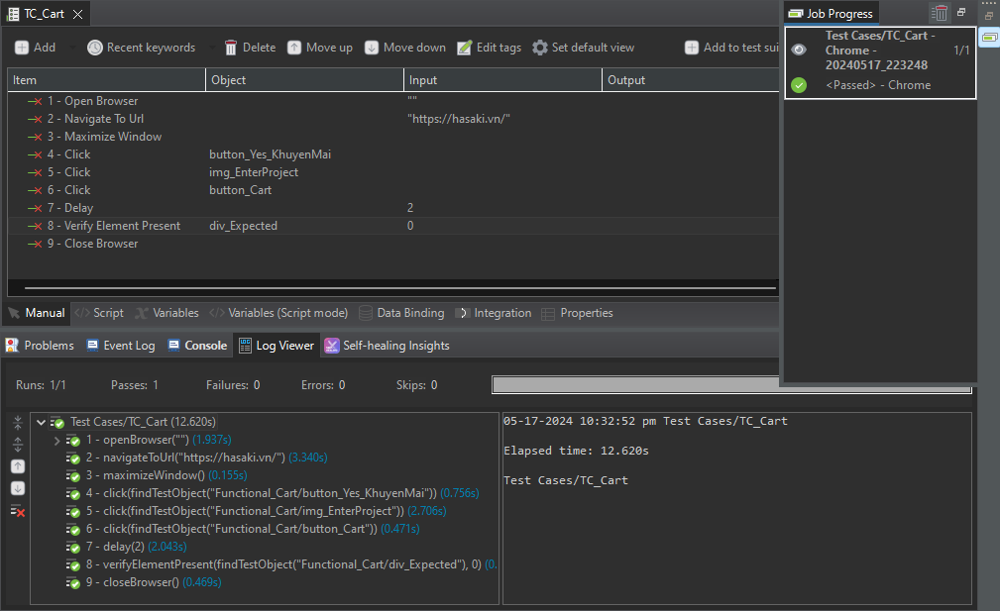 TC_Cart
Job Progress
Add Recent keywords Delete Move up Move down Edit tags Set default view Add to test sui
Test Cases/TC_Cart -
Chrome -
20240517_223248
1/1
<Passed> - Chrome
Item Object Input Output
1 - Open Browser ""
2 - Navigate To Url "https://hasaki.vn/"
3 - Maximize Window
4 - Click button_Yes_KhuyenMai
5 - Click img_EnterProject
6 - Click button_Cart
7 - Delay 2
8 - Verify Element Present div_Expected 0
9 - Close Browser
Manual </> Script Variables </> Variables (Script mode) Data Binding Integration Properties
Problems Event Log Console Log Viewer Self-healing Insights
Runs: 1/1 Passes: 1 Failures: 0 Errors: 0 Skips: 0
Test Cases/TC_Cart (12.620s)
1 - openBrowser("") (1.937s)
2 - navigateToUrl("https://hasaki.vn/") (3.340s)
3 - maximizeWindow() (0.155s)
4 - click(findTestObject("Functional_Cart/button_Yes_KhuyenMai")) (0.756s)
5 - click(findTestObject("Functional_Cart/img_EnterProject")) (2.706s)
6 - click(findTestObject("Functional_Cart/button_Cart")) (0.471s)
7 - delay(2) (2.043s)
8 - verifyElementPresent(findTestObject("Functional_Cart/div_Expected"), 0) (0.
9 - closeBrowser() (0.469s)
05-17-2024 10:32:52 pm Test Cases/TC_Cart
Elapsed time: 12.620s
Test Cases/TC_Cart